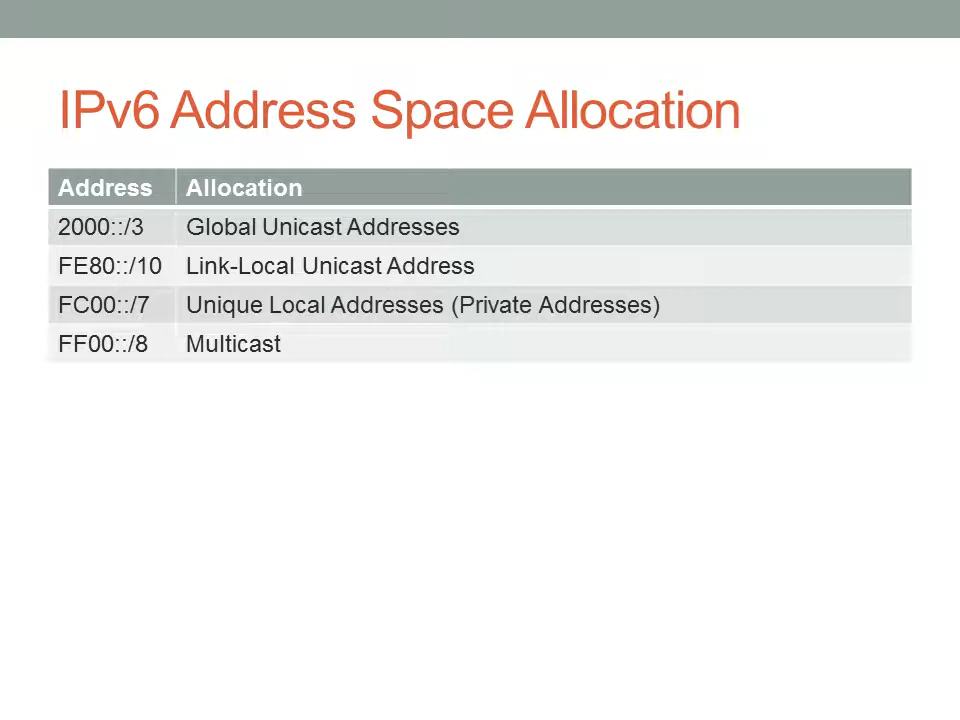 IPv6 Address Space Allocation
Address Allocation
2000::/3 Global Unicast Addresses
FE80::/10 Link-Local Unicast Address
FC00::/7 Unique Local Addresses (Private Addresses)
FF00::/8 Multicast